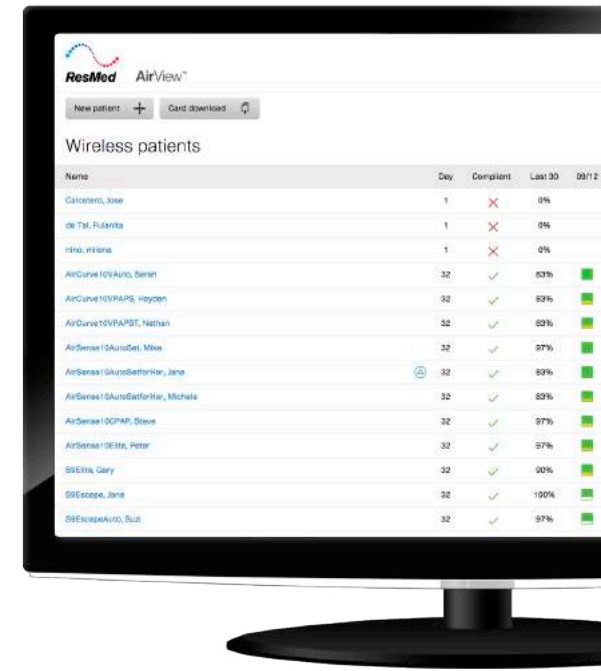 ResMed AirView™
New patient Card download
Wireless patients
Name Day Compliant Last 30 09/12
Calcetero, Jose 1 0%
de Tal, Fulanita 1 0%
nino, milena 1 0%
AirCurve10VAuto, Sarah 32 83%
AirCurve10VPAPS, Hayden 32 83%
AirCurve10VPAPST, Nathan 32 83%
AirSense10AutoSet, Mike 32 97%
AirSense10AutoSetforHer, Jane 32 93%
AirSense10AutoSetforHer, Michele 32 83%
AirSense10CPAP, Steve 32 97%
AirSense10Elite, Peter 32 97%
S9Elite, Gary 32 90%
S9Escape, Jane 32 100%
S9EscapeAuto, Suzi 32 97%